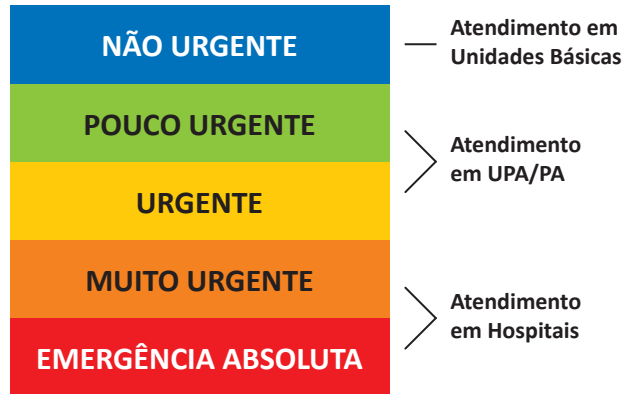 NÃO URGENTE
Atendimento em
Unidades Básicas
POUCO URGENTE
Atendimento
em UPA/PA
URGENTE
MUITO URGENTE
Atendimento
em Hospitais
EMERGÊNCIA ABSOLUTA